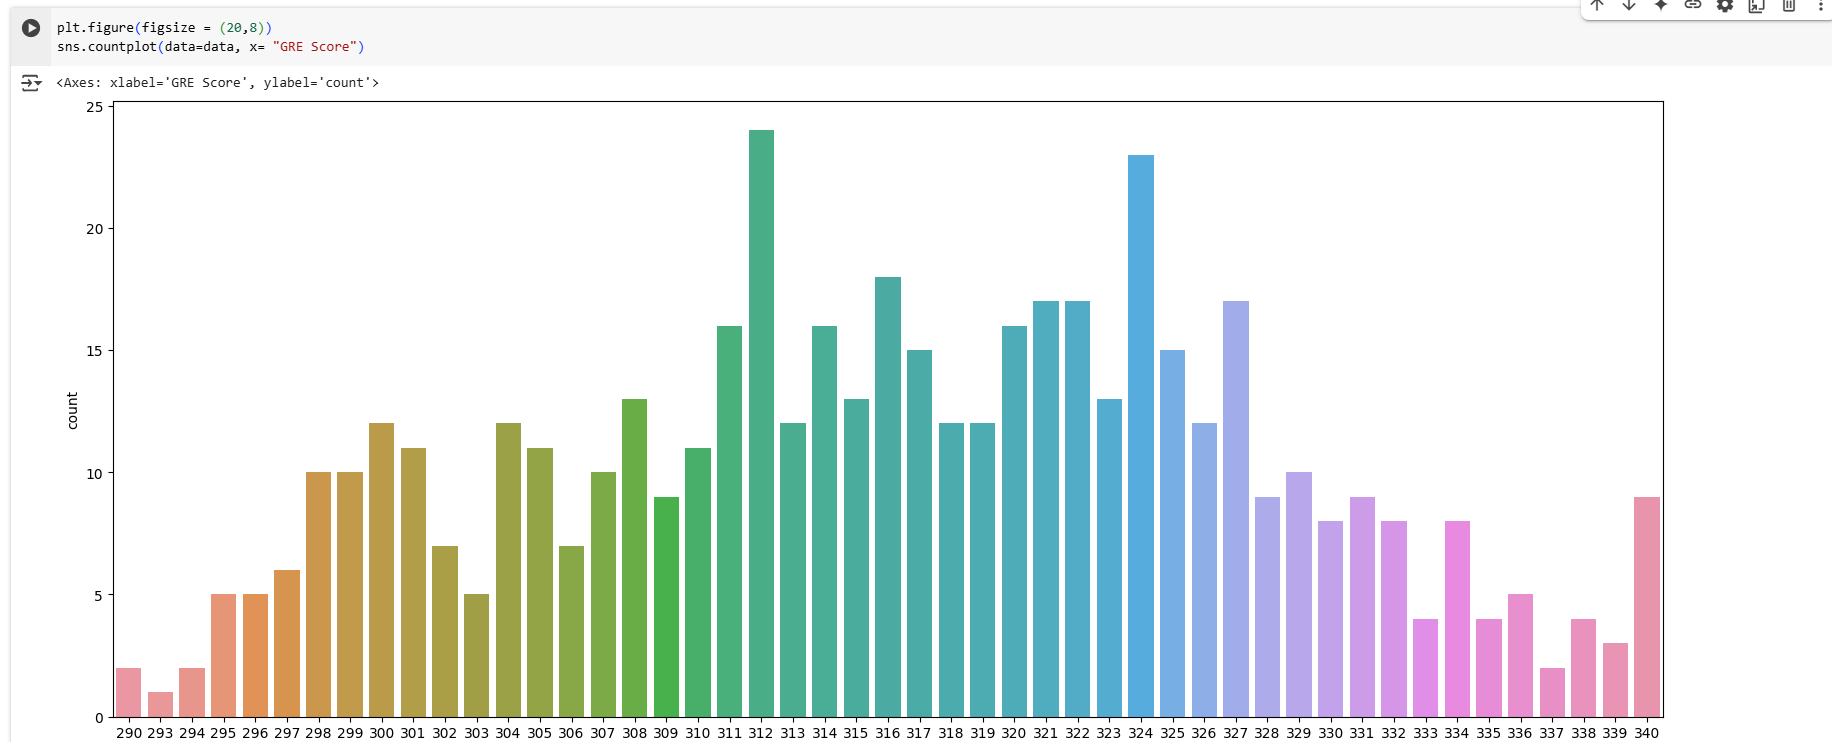 plt.figure(figsize = (20,8))
sns.countplot(data=data, x= "GRE Score")
<Axes: xlabel='GRE Score', ylabel='count'>
25
20
15
10
5
0
count
290 293 294 295 296 297 298 299 300 301 302 303 304 305 306 307 308 309 310 311 312 313 314 315 316 317 318 319 320 321 322 323 324 325 326 327 328 329 330 331 332 333 334 335 336 337 338 339 340